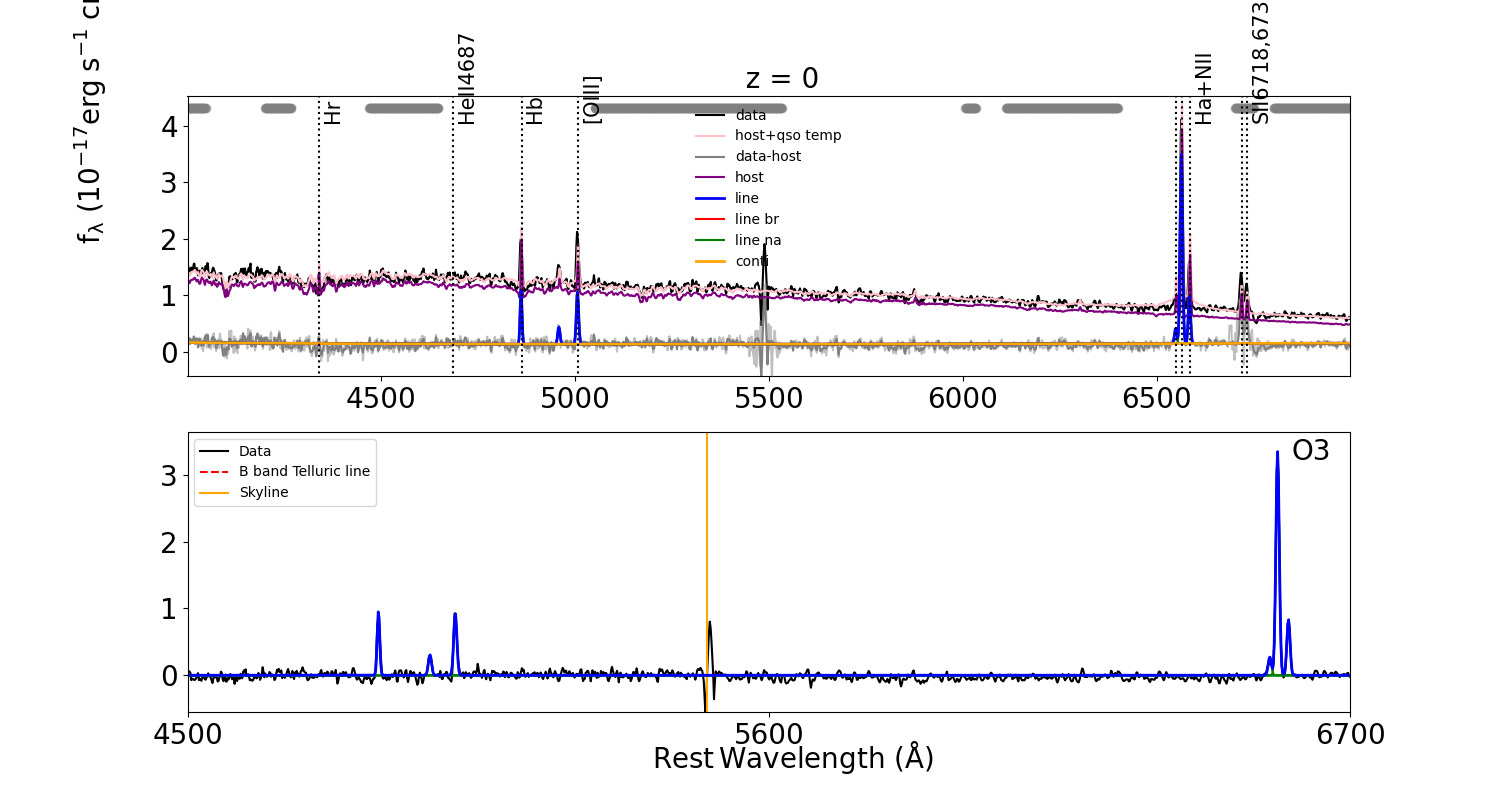 z = 0
f_λ (10^−17 erg s^−1
Hr
HeII4687
Hb
[OIII]
Ha+NII
SII6718,673
data
host+qso temp
data-host
host
line
line br
line na
conti
4
3
2
1
0
4500 5000 5500 6000 6500
Data
B band Telluric line
Skyline
O3
3
2
1
0
4500 5600 6700
Rest Wavelength (Å)